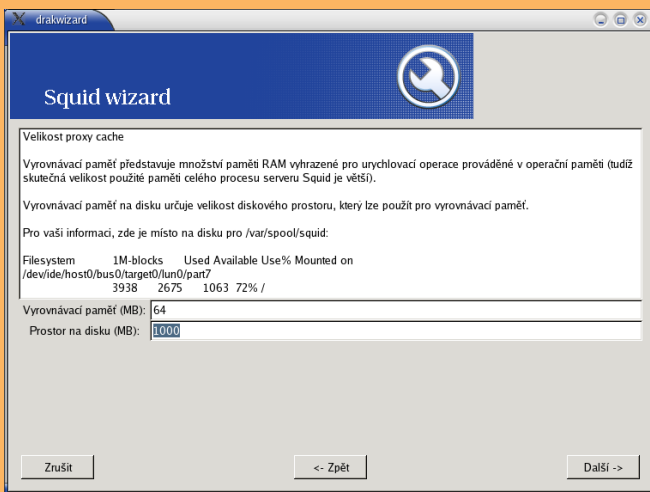 drakwizard
Squid wizard
Velikost proxy cache
Vyrovnávací paměť představuje množství paměti RAM vyhrazené pro urychlovací operace prováděné v operační paměti (tudíž
skutečná velikost použité paměti celého procesu serveru Squid je větší).
Vyrovnávací paměť na disku určuje velikost diskového prostoru, který lze použít pro vyrovnávací paměť.
Pro vaši informaci, zde je místo na disku pro /var/spool/squid:
Filesystem 1M-blocks Used Available Use% Mounted on
/dev/ide/host0/bus0/target0/lun0/part7
3938 2675 1063 72% /
Vyrovnávací paměť (MB): 64
Prostor na disku (MB): 1000
Zrušit <- Zpět Další ->